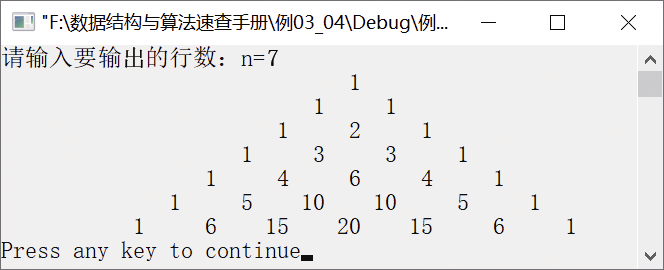 "F:\数据结构与算法速查手册\例03_04\Debug\例...
请输入要输出的行数：n=7
1
1 1
1 2 1
1 3 3 1
1 4 6 4 1
1 5 10 10 5 1
1 6 15 20 15 6 1
Press any key to continue